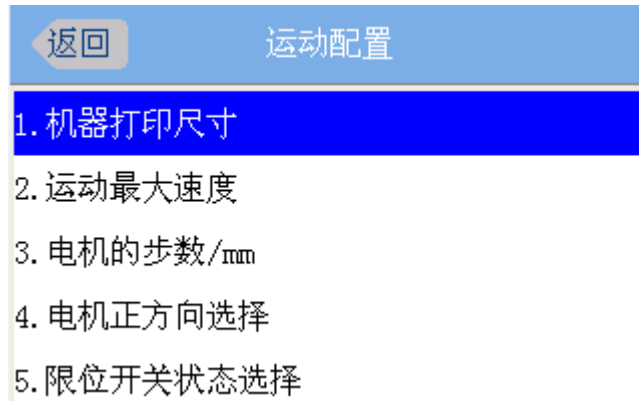 返回
运动配置
1.机器打印尺寸
2.运动最大速度
3.电机的步数/mm
4.电机正方向选择
5.限位开关状态选择